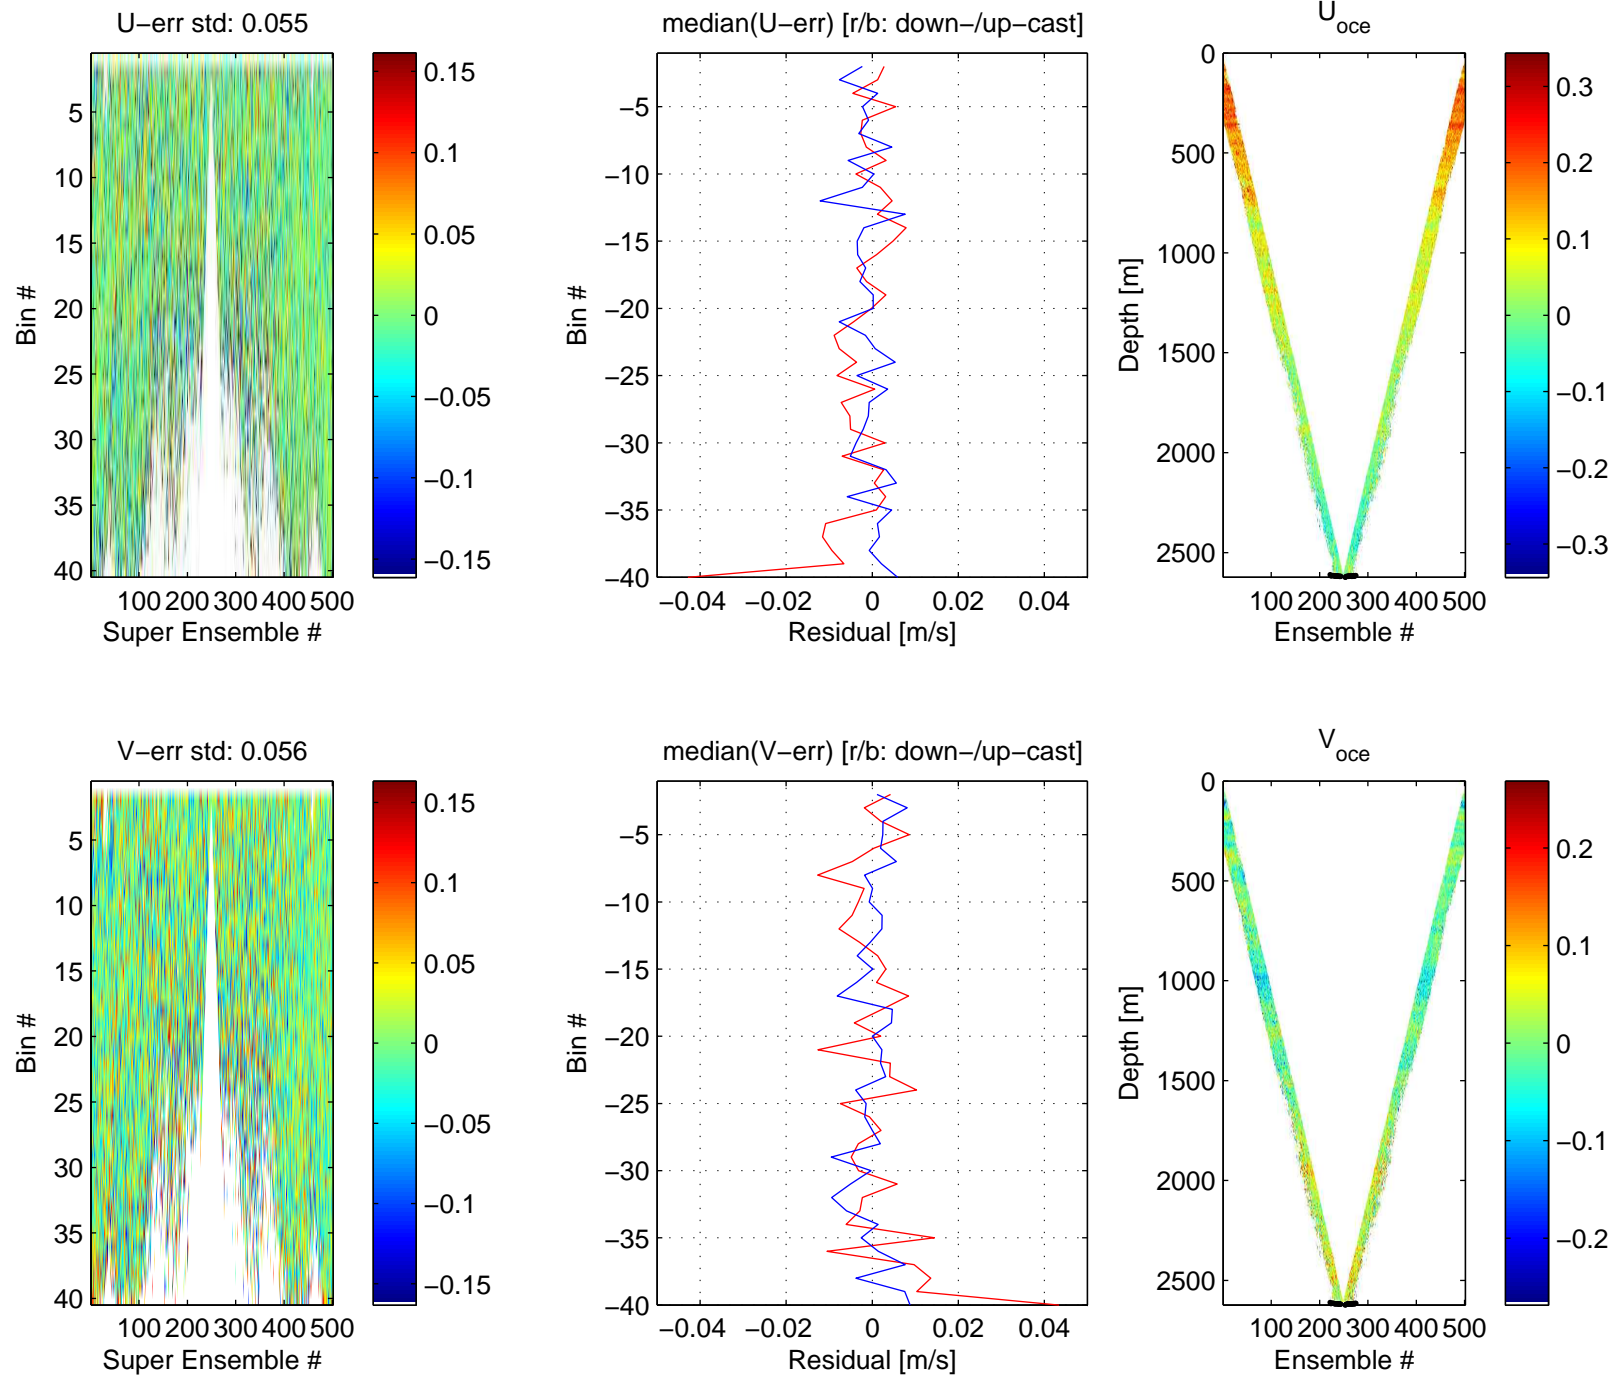 U−err std: 0.055
5
10
15
20
25
30
35
40
Bin #
100 200 300 400 500
Super Ensemble #
0.15
0.1
0.05
0
−0.05
−0.1
−0.15
median(U−err) [r/b: down−/up−cast]
−5
−10
−15
−20
−25
−30
−35
−40
Bin #
−0.04 −0.02 0 0.02 0.04
Residual [m/s]
U_oce
0
500
1000
1500
2000
2500
Depth [m]
100 200 300 400 500
Ensemble #
0.3
0.2
0.1
0
−0.1
−0.2
−0.3
V−err std: 0.056
5
10
15
20
25
30
35
40
Bin #
100 200 300 400 500
Super Ensemble #
0.15
0.1
0.05
0
−0.05
−0.1
−0.15
median(V−err) [r/b: down−/up−cast]
−5
−10
−15
−20
−25
−30
−35
−40
Bin #
−0.04 −0.02 0 0.02 0.04
Residual [m/s]
V_oce
0
500
1000
1500
2000
2500
Depth [m]
100 200 300 400 500
Ensemble #
0.2
0.1
0
−0.1
−0.2